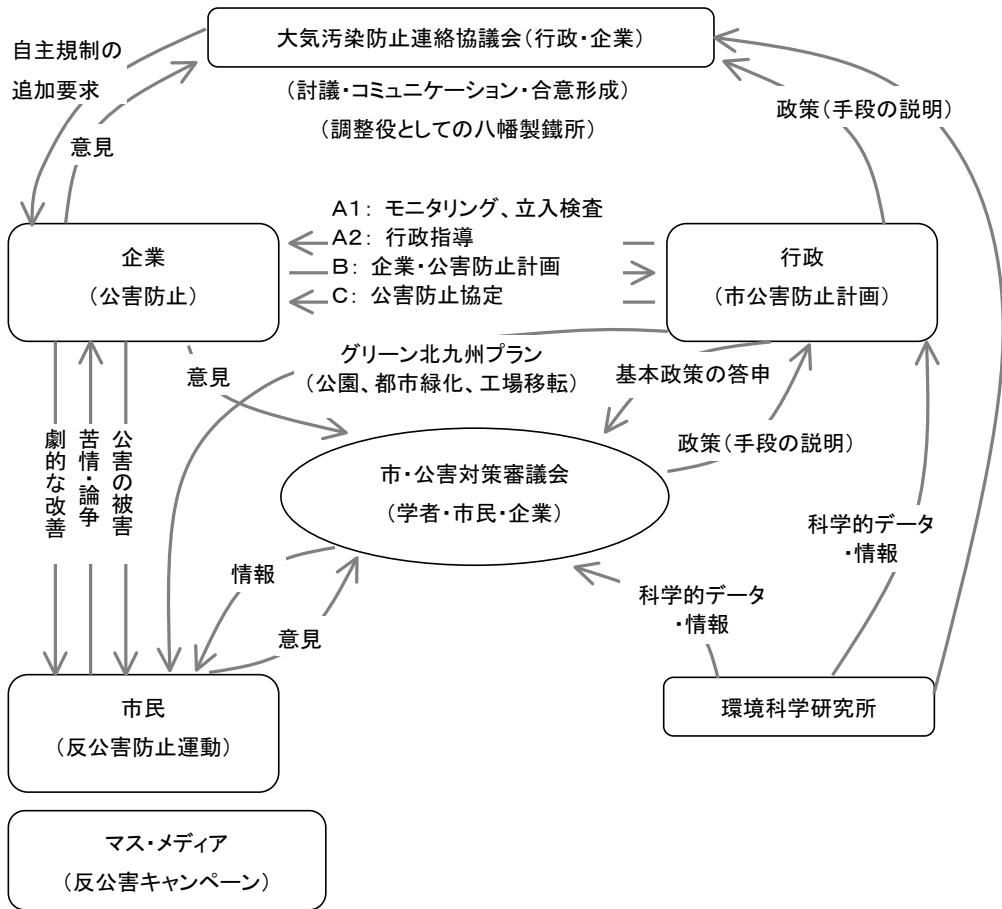 大気汚染防止連絡協議会(行政・企業)
自主規制の
追加要求
(討議・コミュニケーション・合意形成)
(調整役としての八幡製鐵所)
意見
政策(手段の説明)
A1: モニタリング、立入検査
A2: 行政指導
B: 企業・公害防止計画
C: 公害防止協定
企業
(公害防止)
行政
(市公害防止計画)
グリーン北九州プラン
(公園、都市緑化、工場移転)
意見
基本政策の答申
劇的な改善
苦情・論争
公害の被害
政策(手段の説明)
市・公害対策審議会
(学者・市民・企業)
科学的データ
・情報
情報
意見
科学的データ
・情報
市民
(反公害防止運動)
環境科学研究所
マス・メディア
(反公害キャンペーン)